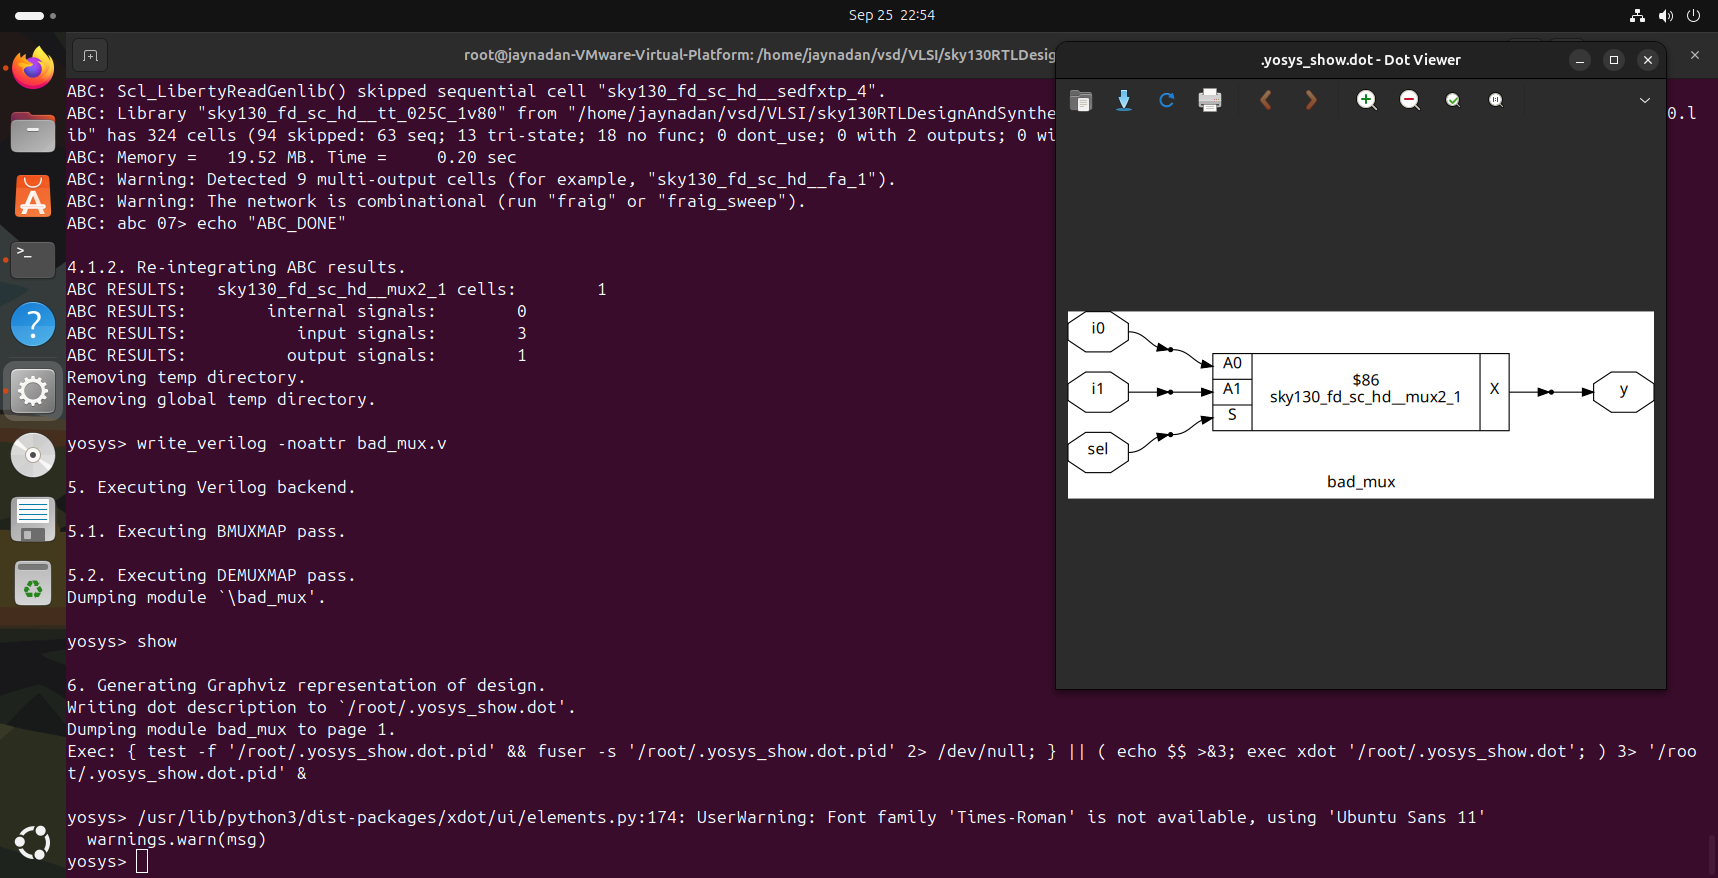 Sep 25 22:54
root@jaynadan-VMware-Virtual-Platform: /home/jaynadan/vsd/VLSI/sky130RTLDesig
ABC: Scl_LibertyReadGenlib() skipped sequential cell "sky130_fd_sc_hd__sedfxtp_4".
ABC: Library "sky130_fd_sc_hd__tt_025C_1v80" from "/home/jaynadan/vsd/VLSI/sky130RTLDesignAndSynthe 0.l
ib" has 324 cells (94 skipped: 63 seq; 13 tri-state; 18 no func; 0 dont_use; 0 with 2 outputs; 0 wi
ABC: Memory =   19.52 MB. Time =     0.20 sec
ABC: Warning: Detected 9 multi-output cells (for example, "sky130_fd_sc_hd__fa_1").
ABC: Warning: The network is combinational (run "fraig" or "fraig_sweep").
ABC: abc 07> echo "ABC_DONE"
4.1.2. Re-integrating ABC results.
ABC RESULTS:   sky130_fd_sc_hd__mux2_1 cells:        1
ABC RESULTS:        internal signals:        0
ABC RESULTS:           input signals:        3
ABC RESULTS:          output signals:        1
Removing temp directory.
Removing global temp directory.
yosys> write_verilog -noattr bad_mux.v
5. Executing Verilog backend.
5.1. Executing BMUXMAP pass.
5.2. Executing DEMUXMAP pass.
Dumping module `\bad_mux'.
yosys> show
6. Generating Graphviz representation of design.
Writing dot description to `/root/.yosys_show.dot'.
Dumping module bad_mux to page 1.
Exec: { test -f '/root/.yosys_show.dot.pid' && fuser -s '/root/.yosys_show.dot.pid' 2> /dev/null; } || ( echo $$ >&3; exec xdot '/root/.yosys_show.dot'; ) 3> '/roo
t/.yosys_show.dot.pid' &
yosys> /usr/lib/python3/dist-packages/xdot/ui/elements.py:174: UserWarning: Font family 'Times-Roman' is not available, using 'Ubuntu Sans 11'
warnings.warn(msg)
yosys>
.yosys_show.dot - Dot Viewer
i0
i1
sel
A0
A1
S
$86
sky130_fd_sc_hd__mux2_1
X
y
bad_mux